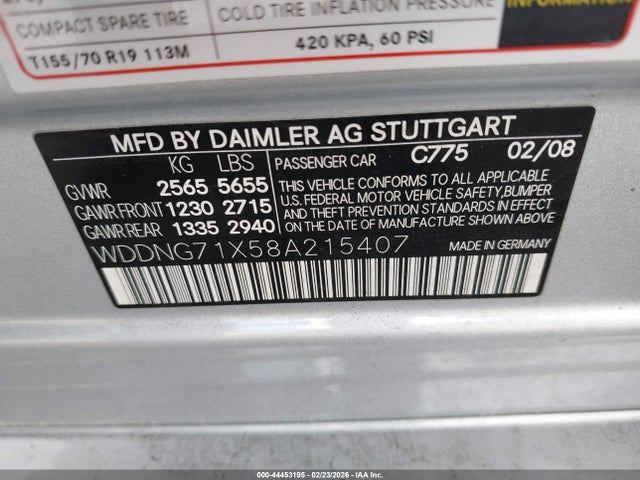 COMPACT SPARE TIRE
T155/70 R19 113M
COLD TIRE INFLATION PRESSURE
420 KPA, 60 PSI
INFORMATION
MFD BY DAIMLER AG STUTTGART
KG LBS
GVWR 2565 5655
GAWR FRONT 1230 2715
GAWR REAR 1335 2940
PASSENGER CAR C775 02/08
THIS VEHICLE CONFORMS TO ALL APPLICABLE
U.S. FEDERAL MOTOR VEHICLE SAFETY, BUMPER
AND THEFT PREVENTION STANDARDS IN EFFECT
ON THE DATE OF MANUFACTURE SHOWN ABOVE.
WDDNG71X58A215407
MADE IN GERMANY
000-44453195 - 02/23/2026 - IAA Inc.